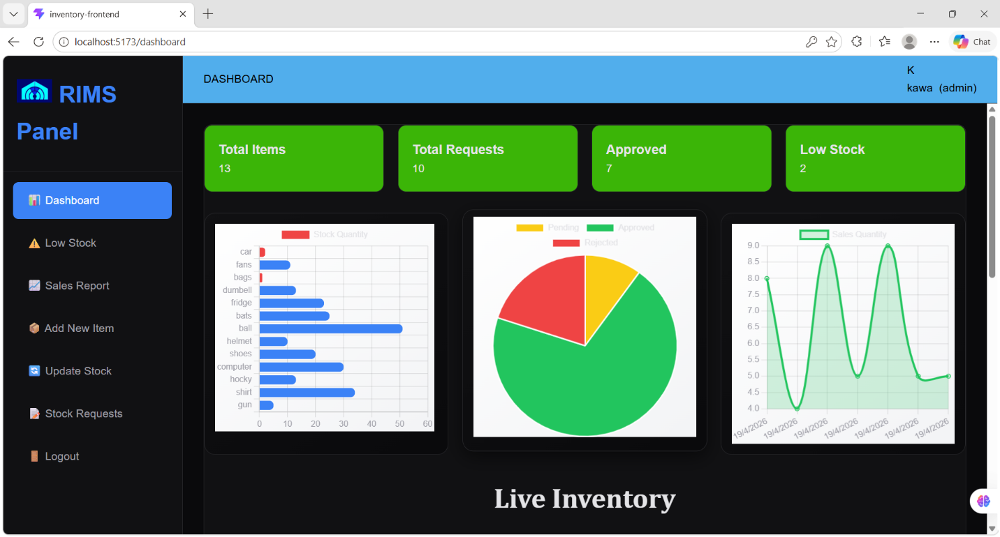 inventory-frontend
localhost:5173/dashboard
Chat
RIMS
Panel
Dashboard
Low Stock
Sales Report
Add New Item
Update Stock
Stock Requests
Logout
DASHBOARD
K
kawa (admin)
Total Items
13
Total Requests
10
Approved
7
Low Stock
2
Stock Quantity
car
fans
bags
dumbell
fridge
bats
ball
helmet
shoes
computer
hocky
shirt
gun
0 10 20 30 40 50 60
Pending Approved
Rejected
Sales Quantity
9.0
8.5
8.0
7.5
7.0
6.5
6.0
5.5
5.0
4.5
4.0
19/4/2026 19/4/2026 19/4/2026 19/4/2026 19/4/2026 19/4/2026 19/4/2026
Live Inventory